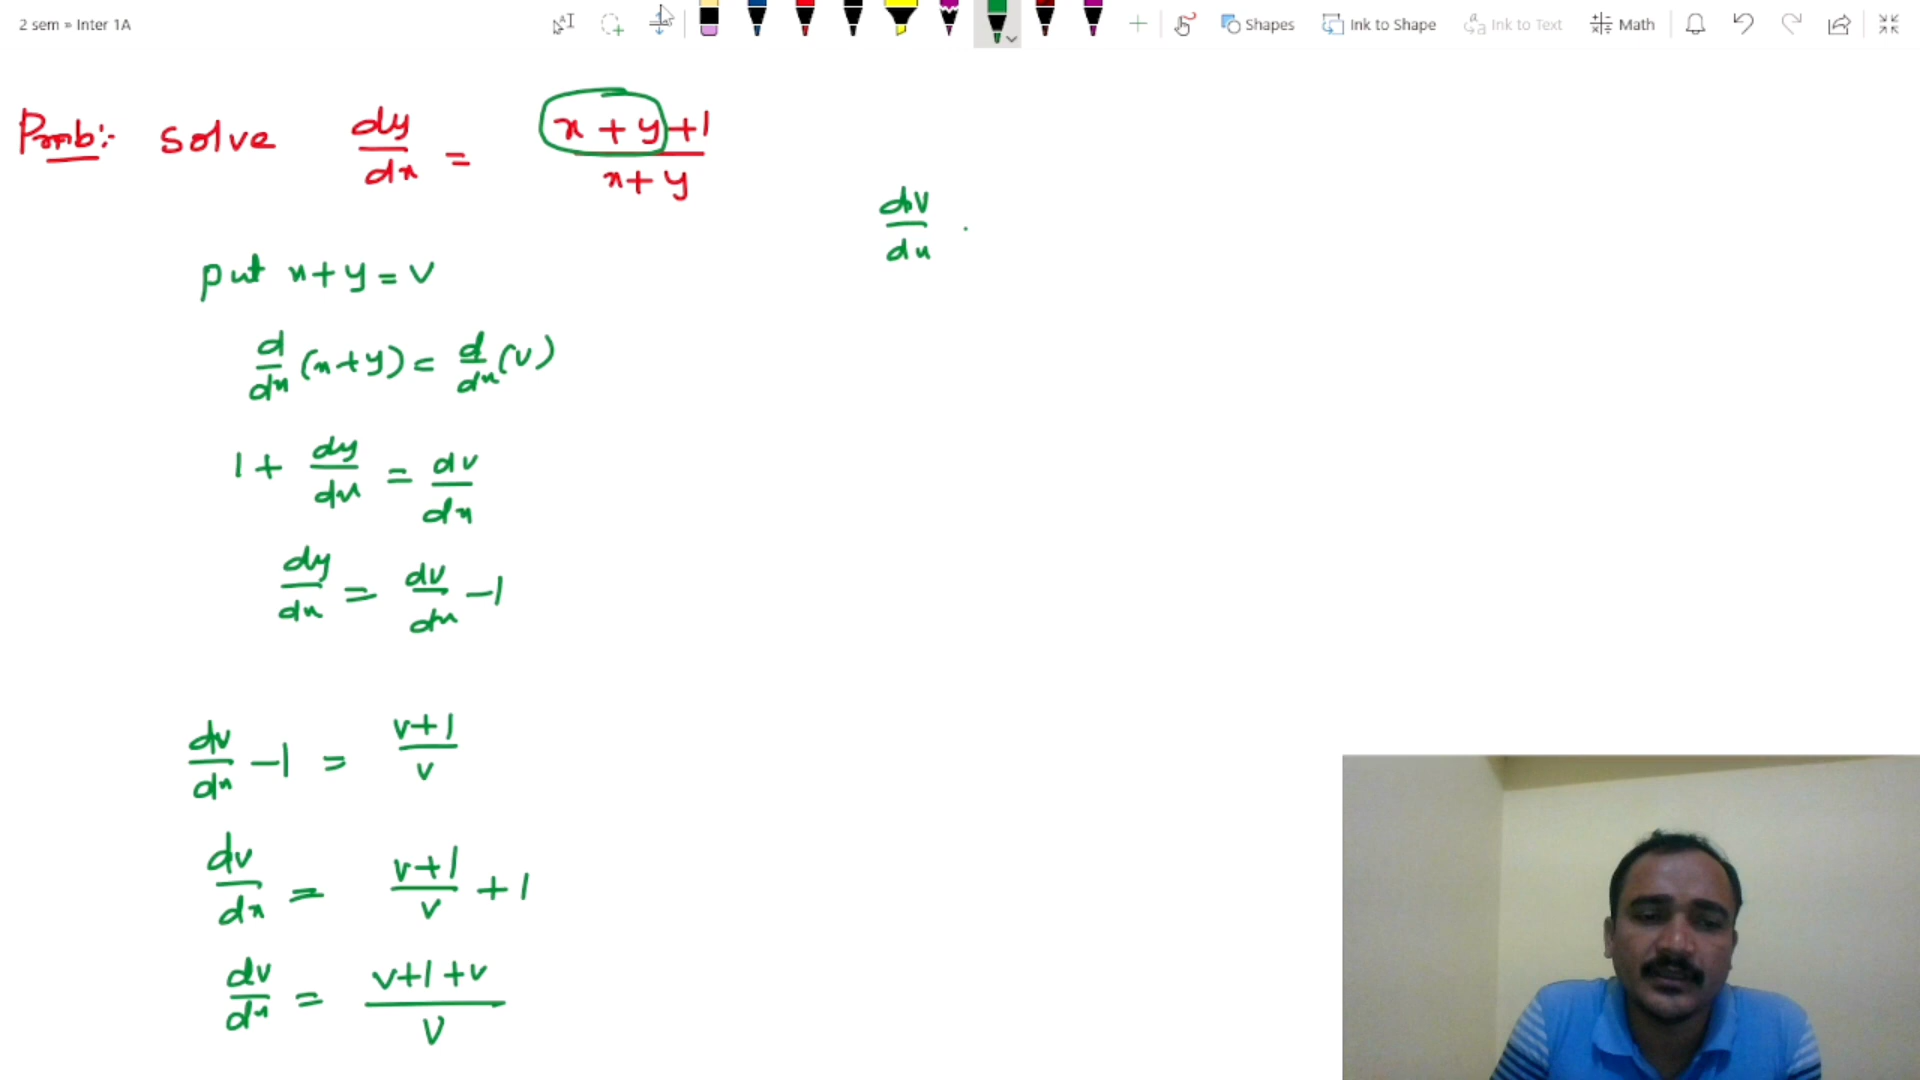 2 sem » Inter 1A
Shapes Ink to Shape Ink to Text Math
Prob:- Solve dy/dx = (x+y+1)/(x+y)
put x+y=v
d/dx (x+y) = d/dx (v)
1 + dy/dx = dv/dx
dy/dx = dv/dx -1
dv/dx -1 = (v+1)/v
dv/dx = (v+1)/v +1
dv/dx = (v+1+v)/v
dv/dx